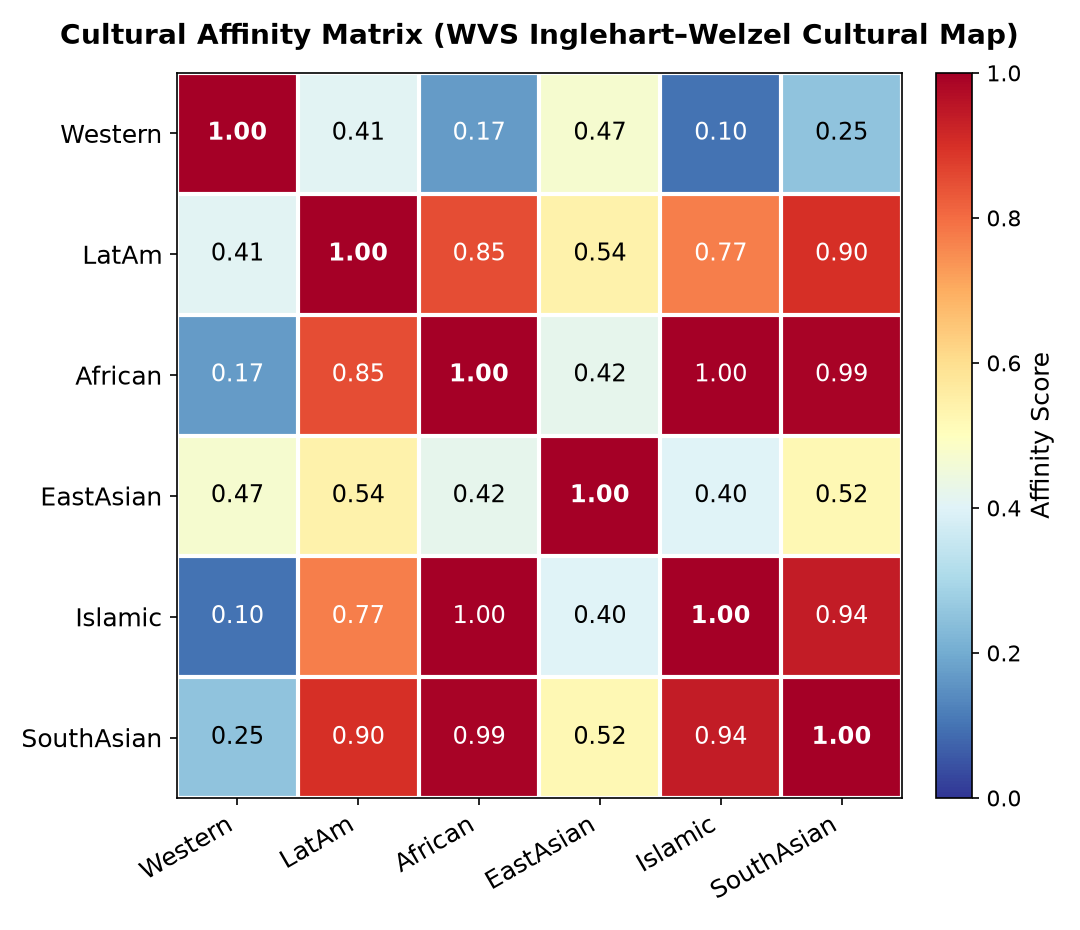 Cultural Affinity Matrix (WVS Inglehart–Welzel Cultural Map)
Western 1.00 0.41 0.17 0.47 0.10 0.25
LatAm 0.41 1.00 0.85 0.54 0.77 0.90
African 0.17 0.85 1.00 0.42 1.00 0.99
EastAsian 0.47 0.54 0.42 1.00 0.40 0.52
Islamic 0.10 0.77 1.00 0.40 1.00 0.94
SouthAsian 0.25 0.90 0.99 0.52 0.94 1.00
Western LatAm African EastAsian Islamic SouthAsian
1.0
0.8
0.6
0.4
0.2
0.0
Affinity Score